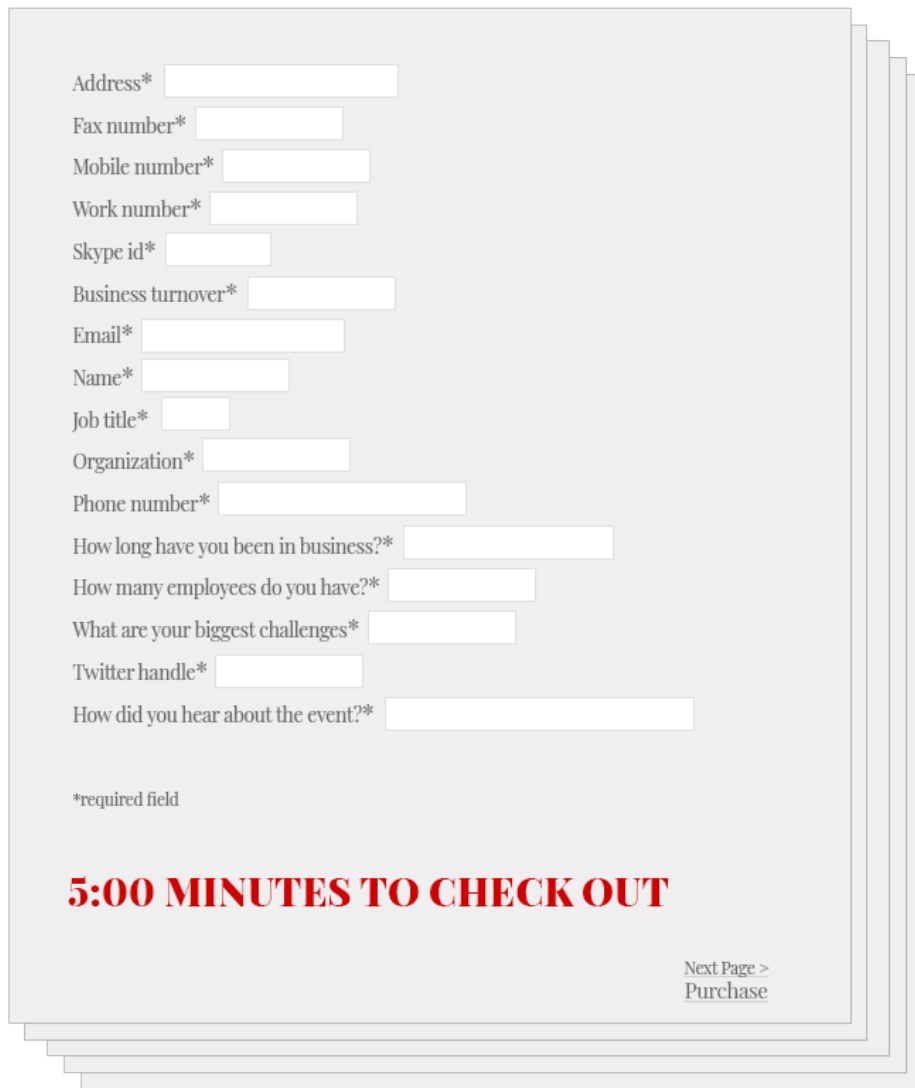 Address*
Fax number*
Mobile number*
Work number*
Skype id*
Business turnover*
Email*
Name*
Job title*
Organization*
Phone number*
How long have you been in business?*
How many employees do you have?*
What are your biggest challenges*
Twitter handle*
How did you hear about the event?*
*required field
5:00 MINUTES TO CHECK OUT
Next Page >
Purchase